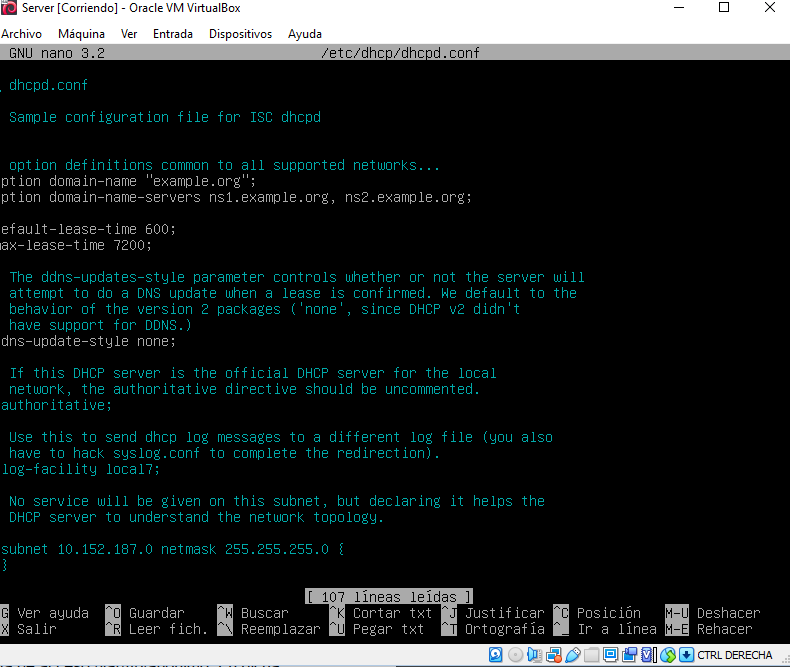 Server [Corriendo] - Oracle VM VirtualBox
Archivo Máquina Ver Entrada Dispositivos Ayuda
GNU nano 3.2 /etc/dhcp/dhcpd.conf
dhcpd.conf
Sample configuration file for ISC dhcpd
option definitions common to all supported networks...
ption domain-name "example.org";
ption domain-name-servers ns1.example.org, ns2.example.org;
efault-lease-time 600;
ax-lease-time 7200;
The ddns-updates-style parameter controls whether or not the server will
attempt to do a DNS update when a lease is confirmed. We default to the
behavior of the version 2 packages ('none', since DHCP v2 didn't
have support for DDNS.)
dns-update-style none;
If this DHCP server is the official DHCP server for the local
network, the authoritative directive should be uncommented.
authoritative;
Use this to send dhcp log messages to a different log file (you also
have to hack syslog.conf to complete the redirection).
log-facility local7;
No service will be given on this subnet, but declaring it helps the
DHCP server to understand the network topology.
subnet 10.152.187.0 netmask 255.255.255.0 {
}
[ 107 líneas leídas ]
G Ver ayuda ^O Guardar ^W Buscar ^K Cortar txt ^J Justificar ^C Posición M-U Deshacer
X Salir ^R Leer fich. ^\ Reemplazar ^U Pegar txt ^T Ortografía ^_ Ir a línea M-E Rehacer
CTRL DERECHA